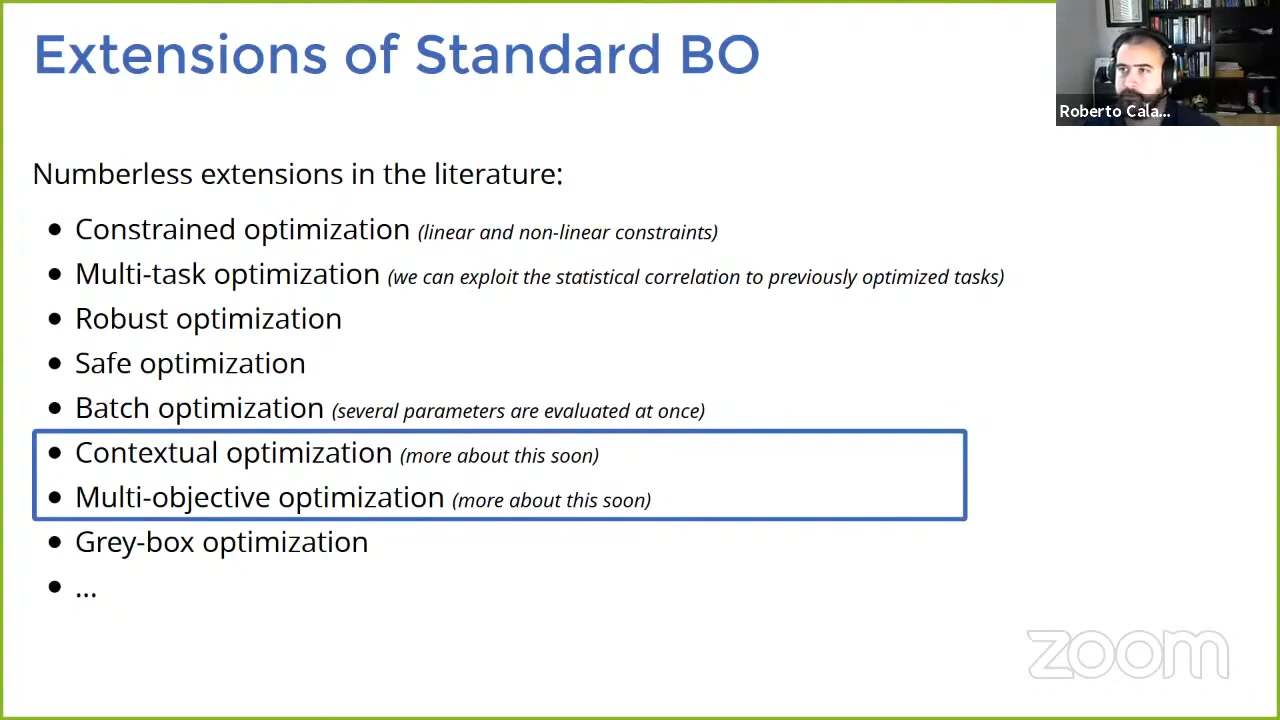 Extensions of Standard BO
Roberto Cala...
Numberless extensions in the literature:
• Constrained optimization (linear and non-linear constraints)
• Multi-task optimization (we can exploit the statistical correlation to previously optimized tasks)
• Robust optimization
• Safe optimization
• Batch optimization (several parameters are evaluated at once)
• Contextual optimization (more about this soon)
• Multi-objective optimization (more about this soon)
• Grey-box optimization
• ...
zoom